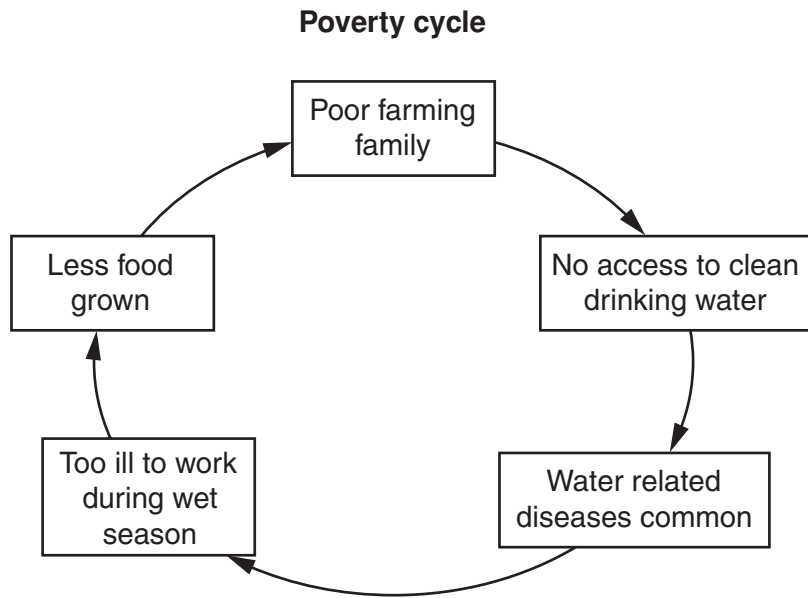 Poverty cycle
Poor farming
family
No access to clean
drinking water
Water related
diseases common
Too ill to work
during wet
season
Less food
grown